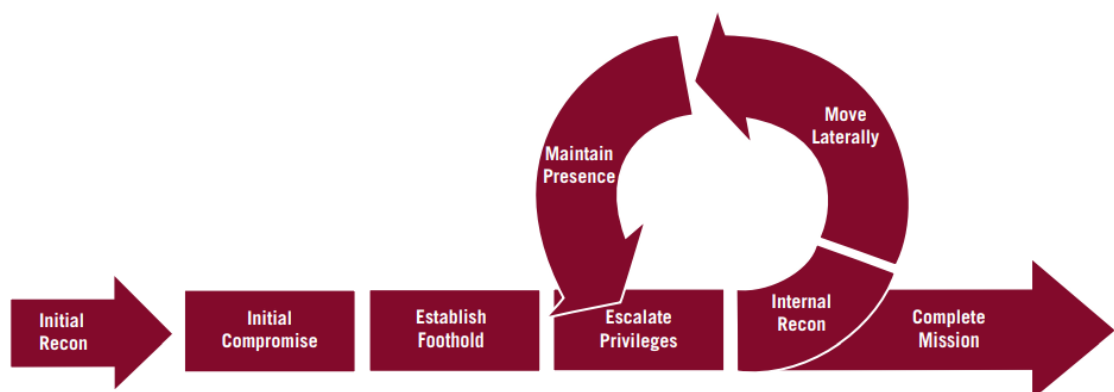 Initial
Recon
Initial
Compromise
Establish
Foothold
Escalate
Privileges
Internal
Recon
Move
Laterally
Maintain
Presence
Complete
Mission